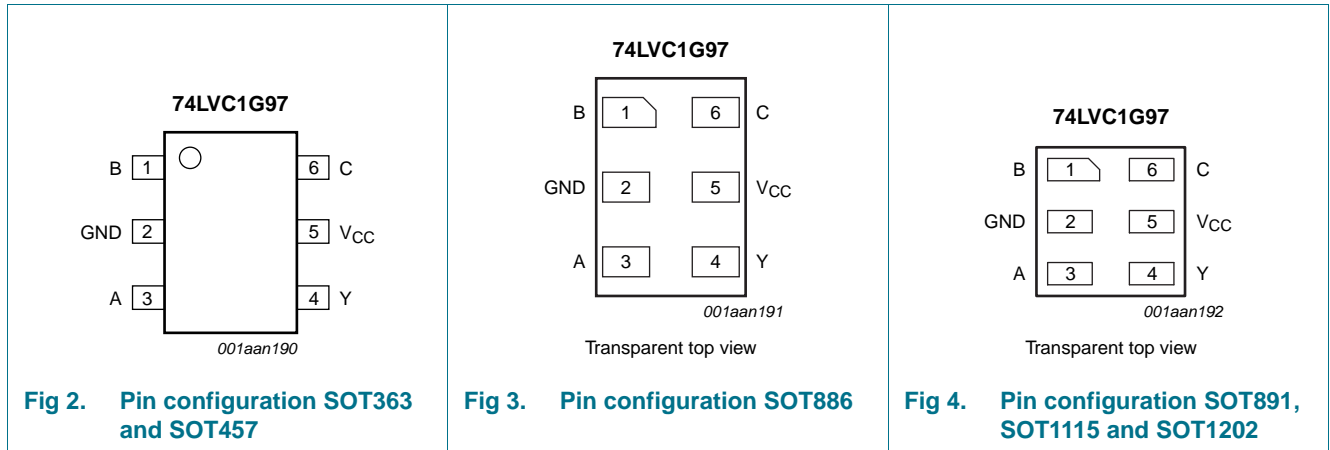 74LVC1G97
B 1 6 C
GND 2 5 VCC
A 3 4 Y
001aan190
Fig 2. Pin configuration SOT363
and SOT457
74LVC1G97
B 1 6 C
GND 2 5 VCC
A 3 4 Y
001aan191
Transparent top view
Fig 3. Pin configuration SOT886
74LVC1G97
B 1 6 C
GND 2 5 VCC
A 3 4 Y
001aan192
Transparent top view
Fig 4. Pin configuration SOT891,
SOT1115 and SOT1202